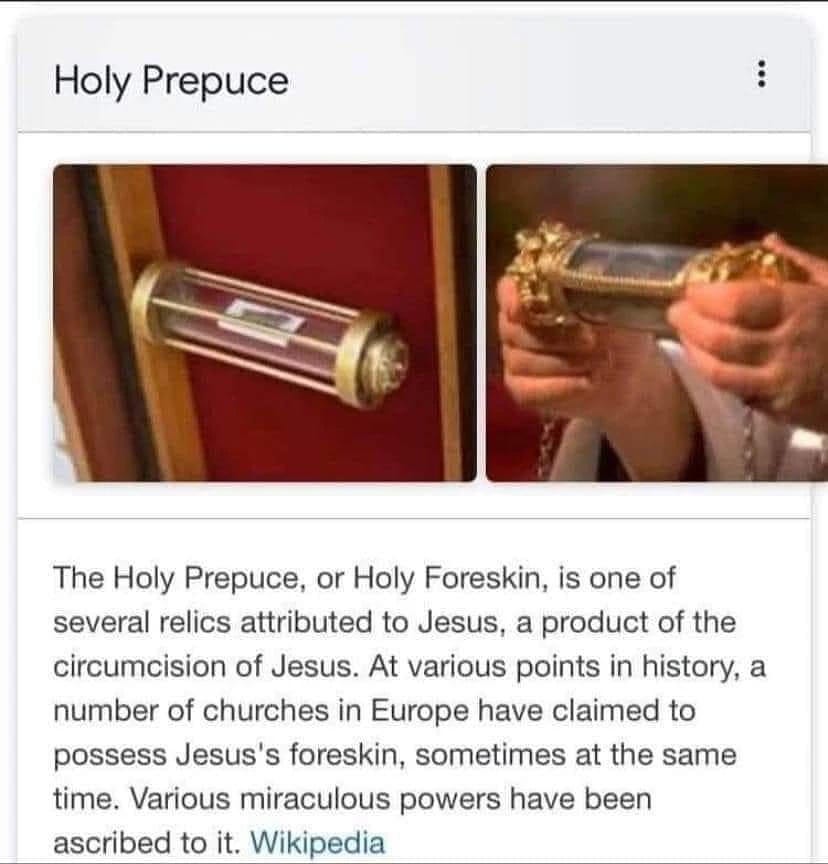 Holy Prepuce
The Holy Prepuce, or Holy Foreskin, is one of
several relics attributed to Jesus, a product of the
circumcision of Jesus. At various points in history, a
number of churches in Europe have claimed to
possess Jesus's foreskin, sometimes at the same
time. Various miraculous powers have been
ascribed to it. Wikipedia